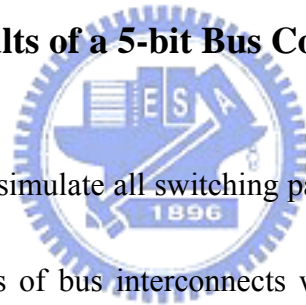 lts of a 5-bit Bus Co
E S
simulate all switching pa
1896
s of bus interconnects w